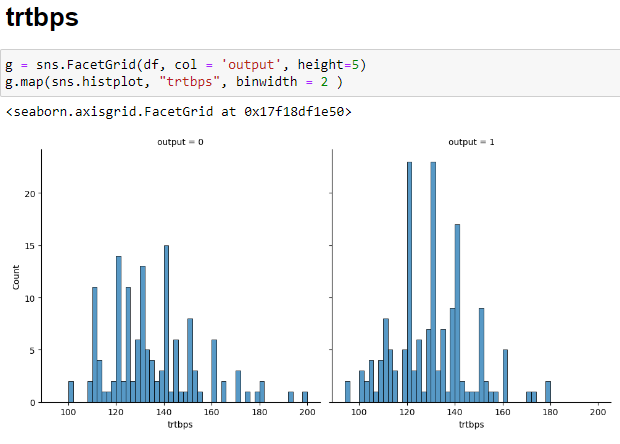 trtbps
g = sns.FacetGrid(df, col = 'output', height=5)
g.map(sns.histplot, "trtbps", binwidth = 2 )
<seaborn.axisgrid.FacetGrid at 0x17f18df1e50>
output = 0
output = 1
20
15
10
5
0
Count
100 120 140 160 180 200
100 120 140 160 180 200
trtbps
trtbps